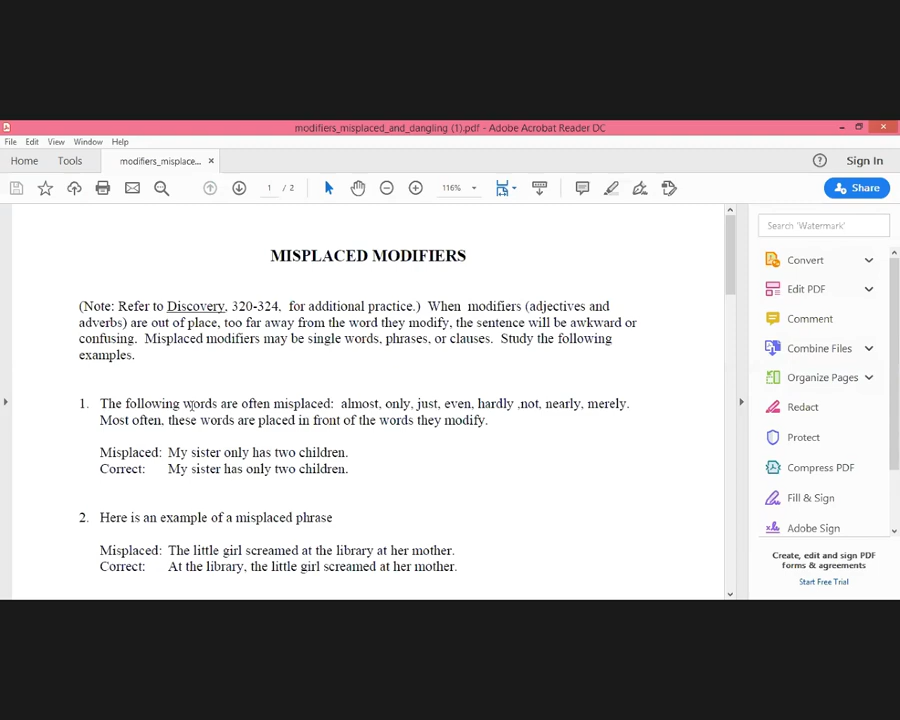 modifiers_misplaced_and_dangling (1).pdf - Adobe Acrobat Reader DC
File Edit View Window Help
Home Tools modifiers_misplace... × ? Sign In
1 / 2 116% Share
MISPLACED MODIFIERS
(Note: Refer to Discovery, 320-324, for additional practice.) When modifiers (adjectives and
adverbs) are out of place, too far away from the word they modify, the sentence will be awkward or
confusing. Misplaced modifiers may be single words, phrases, or clauses. Study the following
examples.
1. The following words are often misplaced: almost, only, just, even, hardly ,not, nearly, merely.
Most often, these words are placed in front of the words they modify.
Misplaced: My sister only has two children.
Correct: My sister has only two children.
2. Here is an example of a misplaced phrase
Misplaced: The little girl screamed at the library at her mother.
Correct: At the library, the little girl screamed at her mother.
Search 'Watermark'
Convert
Edit PDF
Comment
Combine Files
Organize Pages
Redact
Protect
Compress PDF
Fill & Sign
Adobe Sign
Create, edit and sign PDF
forms & agreements
Start Free Trial